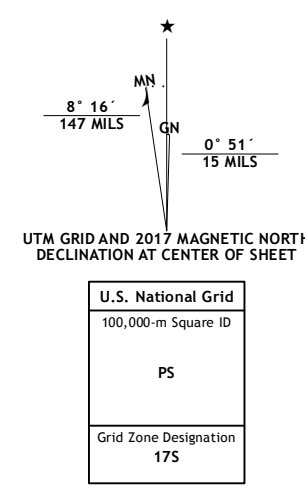 ★
MN
GN
8° 16´
147 MILS
0° 51´
15 MILS
UTM GRID AND 2017 MAGNETIC NORTH
DECLINATION AT CENTER OF SHEET
U.S. National Grid
100,000-m Square ID
PS
Grid Zone Designation
17S